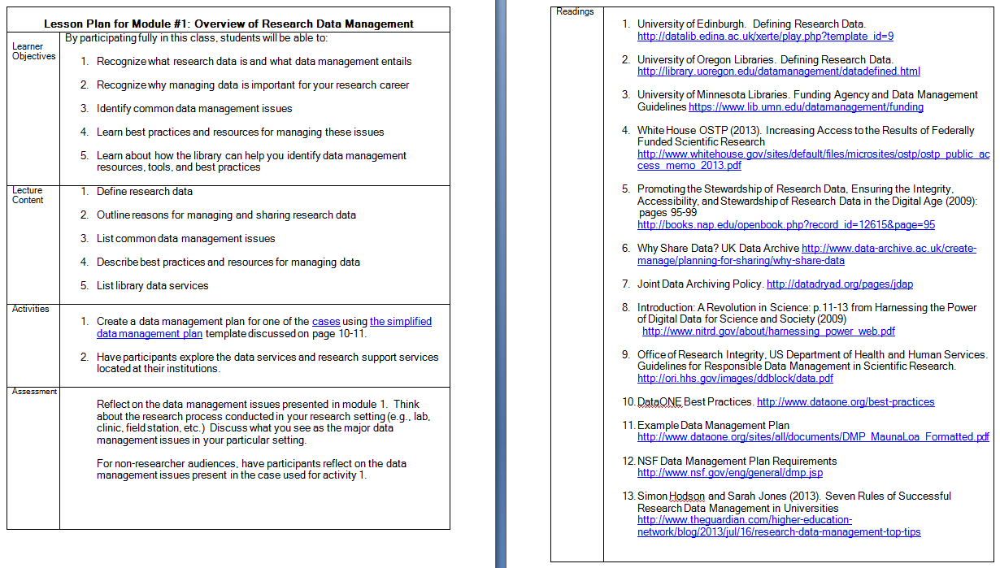 Lesson Plan for Module #1: Overview of Research Data Management
Learner
Objectives
By participating fully in this class, students will be able to:
1. Recognize what research data is and what data management entails
2. Recognize why managing data is important for your research career
3. Identify common data management issues
4. Learn best practices and resources for managing these issues
5. Learn about how the library can help you identify data management
resources, tools, and best practices
Lecture
Content
1. Define research data
2. Outline reasons for managing and sharing research data
3. List common data management issues
4. Describe best practices and resources for managing data
5. List library data services
Activities
1. Create a data management plan for one of the cases using the simplified
data management plan template discussed on page 10-11.
2. Have participants explore the data services and research support services
located at their institutions.
Assessment
Reflect on the data management issues presented in module 1. Think
about the research process conducted in your research setting (e.g., lab,
clinic, field station, etc.) Discuss what you see as the major data
management issues in your particular setting.
For non-researcher audiences, have participants reflect on the data
management issues present in the case used for activity 1.
Readings
1. University of Edinburgh. Defining Research Data.
http://datalib.edina.ac.uk/xerte/play.php?template_id=9
2. University of Oregon Libraries. Defining Research Data.
http://library.uoregon.edu/datamanagement/datadefined.html
3. University of Minnesota Libraries. Funding Agency and Data Management
Guidelines https://www.lib.umn.edu/datamanagement/funding
4. White House OSTP (2013). Increasing Access to the Results of Federally
Funded Scientific Research
http://www.whitehouse.gov/sites/default/files/microsites/ostp/ostp_public_ac
cess_memo_2013.pdf
5. Promoting the Stewardship of Research Data, Ensuring the Integrity,
Accessibility, and Stewardship of Research Data in the Digital Age (2009):
pages 95-99
http://books.nap.edu/openbook.php?record_id=12615&page=95
6. Why Share Data? UK Data Archive http://www.data-archive.ac.uk/create-
manage/planning-for-sharing/why-share-data
7. Joint Data Archiving Policy. http://datadryad.org/pages/jdap
8. Introduction: A Revolution in Science: p.11-13 from Harnessing the Power
of Digital Data for Science and Society (2009)
http://www.nitrd.gov/about/harnessing_power_web.pdf
9. Office of Research Integrity, US Department of Health and Human Services.
Guidelines for Responsible Data Management in Scientific Research.
http://ori.hhs.gov/images/ddblock/data.pdf
10. DataONE Best Practices. http://www.dataone.org/best-practices
11. Example Data Management Plan
http://www.dataone.org/sites/all/documents/DMP_MaunaLoa_Formatted.pdf
12. NSF Data Management Plan Requirements
http://www.nsf.gov/eng/general/dmp.jsp
13. Simon Hodson and Sarah Jones (2013). Seven Rules of Successful
Research Data Management in Universities
http://www.theguardian.com/higher-education-
network/blog/2013/jul/16/research-data-management-top-tips